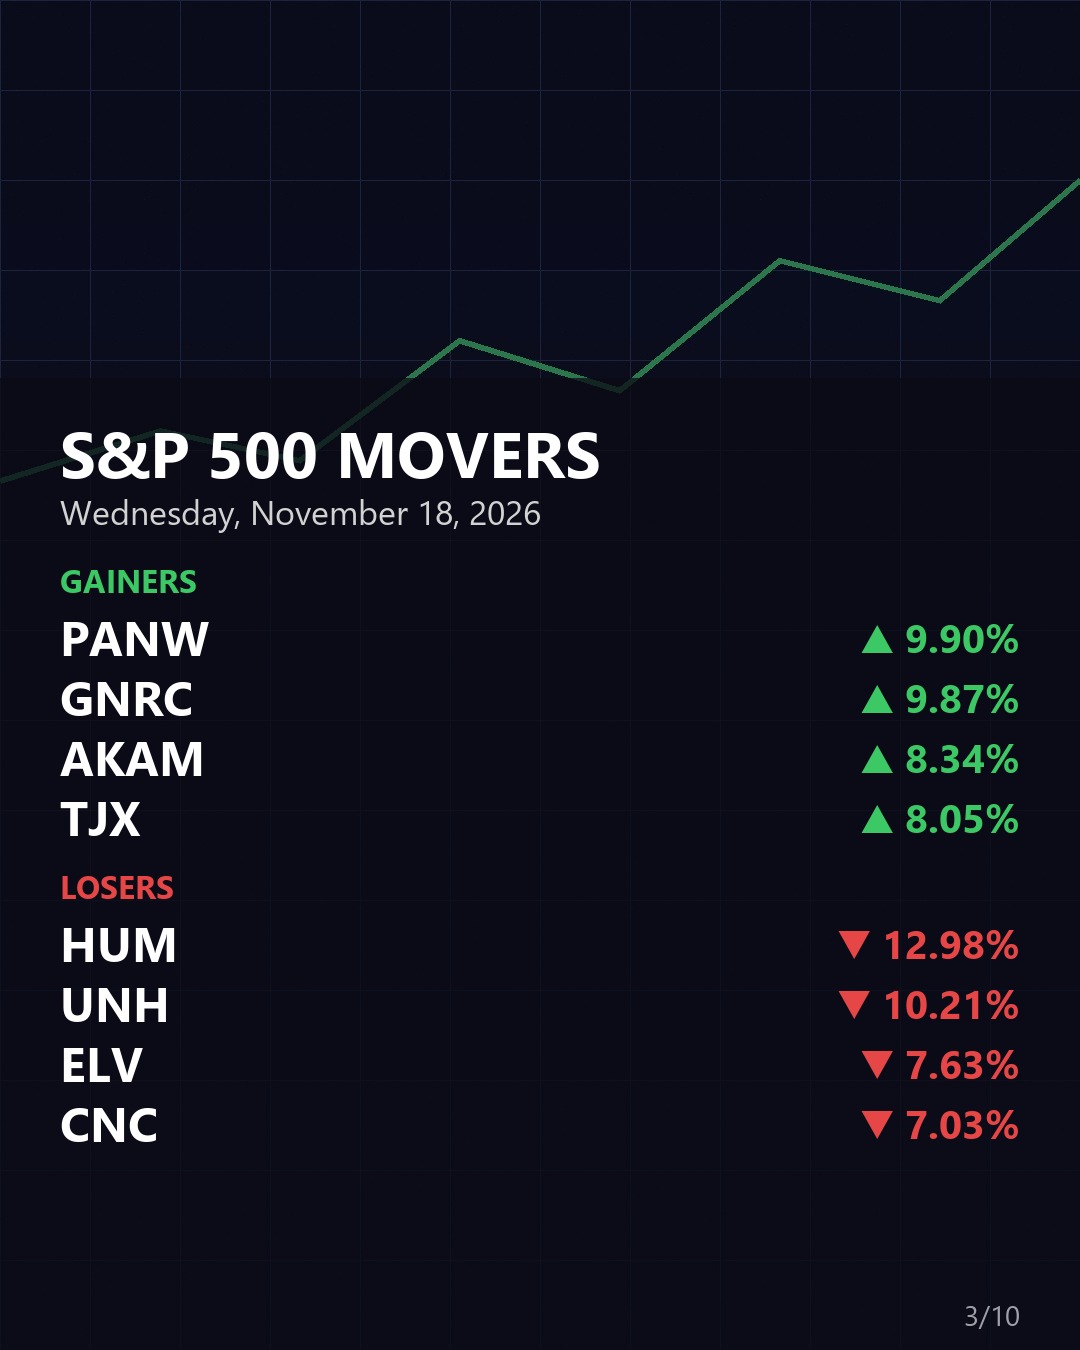 S&P 500 MOVERS
Wednesday, November 18, 2026
GAINERS
PANW ▲ 9.90%
GNRC ▲ 9.87%
AKAM ▲ 8.34%
TJX ▲ 8.05%
LOSERS
HUM ▼ 12.98%
UNH ▼ 10.21%
ELV ▼ 7.63%
CNC ▼ 7.03%
3/10